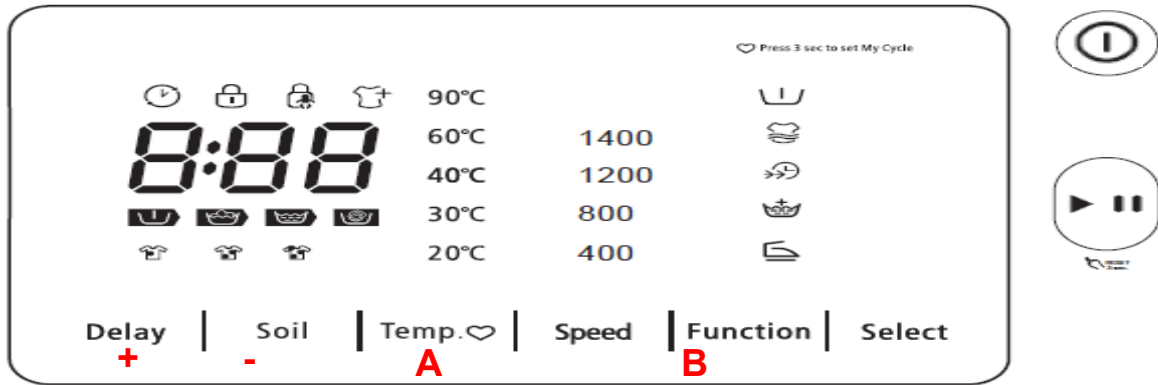 Press 3 sec to set My Cycle
90°C
8:88
60°C 1400
40°C 1200
30°C 800
20°C 400
Delay Soil Temp. Speed Function Select
+ - A B